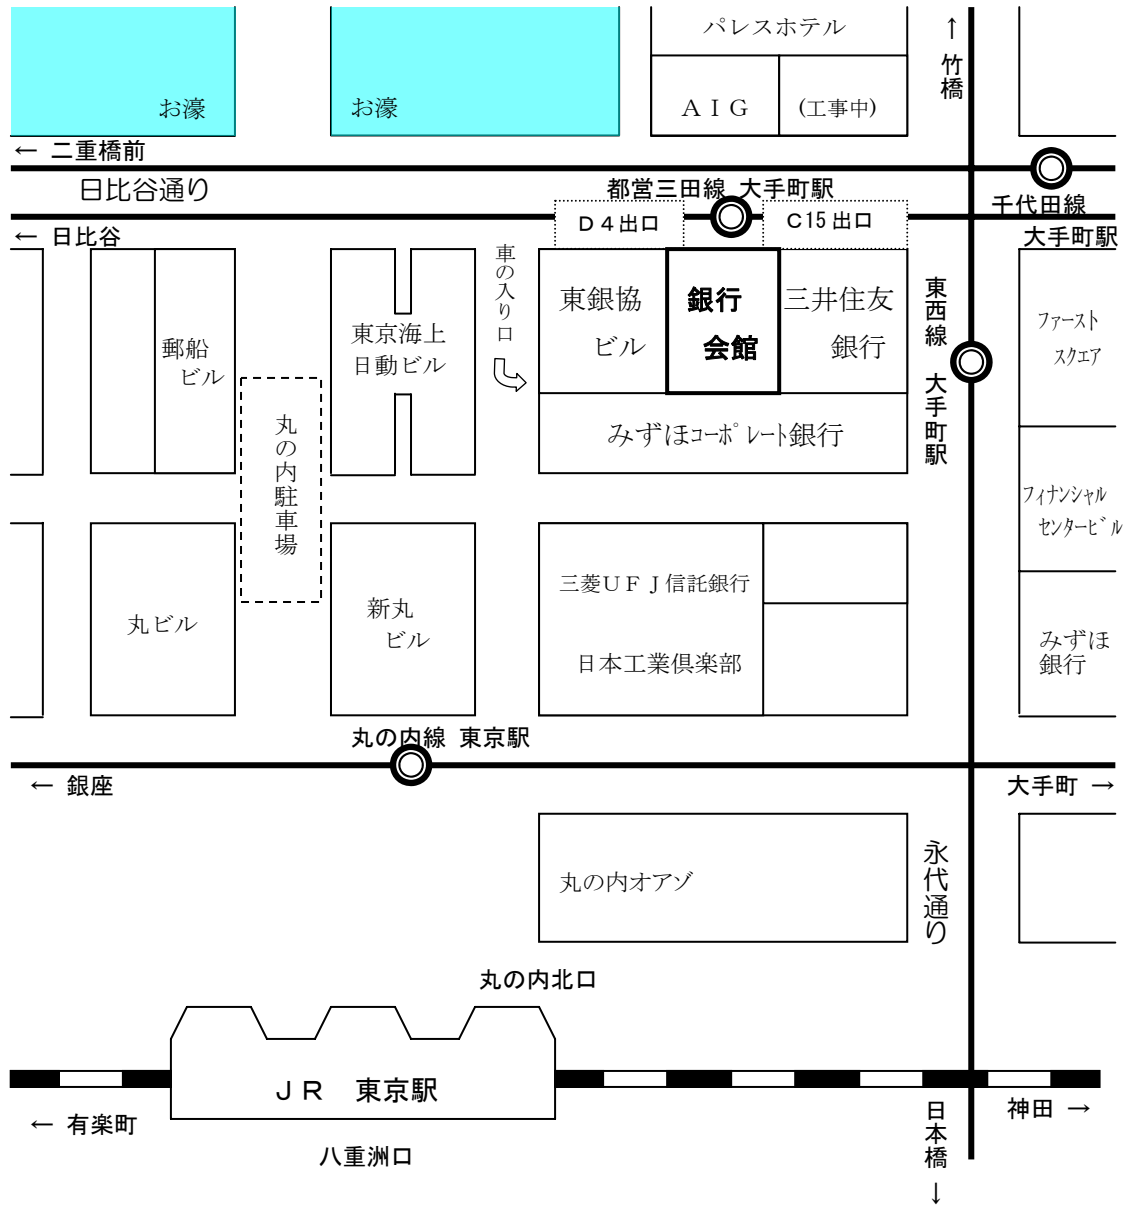 パレスホテル
↑
竹橋
お濠
お濠
ＡＩＧ
(工事中)
← 二重橋前
日比谷通り
都営三田線 大手町駅
千代田線
大手町駅
← 日比谷
Ｄ４出口
C15出口
車の入り口
東銀協
ビル
銀行
会館
三井住友
銀行
東西線 大手町駅
ファースト
スクエア
郵船
ビル
東京海上
日動ビル
みずほコーポレート銀行
丸の内駐車場
フィナンシャル
センタービル
三菱ＵＦＪ信託銀行
日本工業倶楽部
丸ビル
新丸
ビル
みずほ
銀行
丸の内線 東京駅
← 銀座
大手町 →
丸の内オアゾ
永代通り
丸の内北口
ＪＲ 東京駅
← 有楽町
神田 →
八重洲口
日本橋
↓